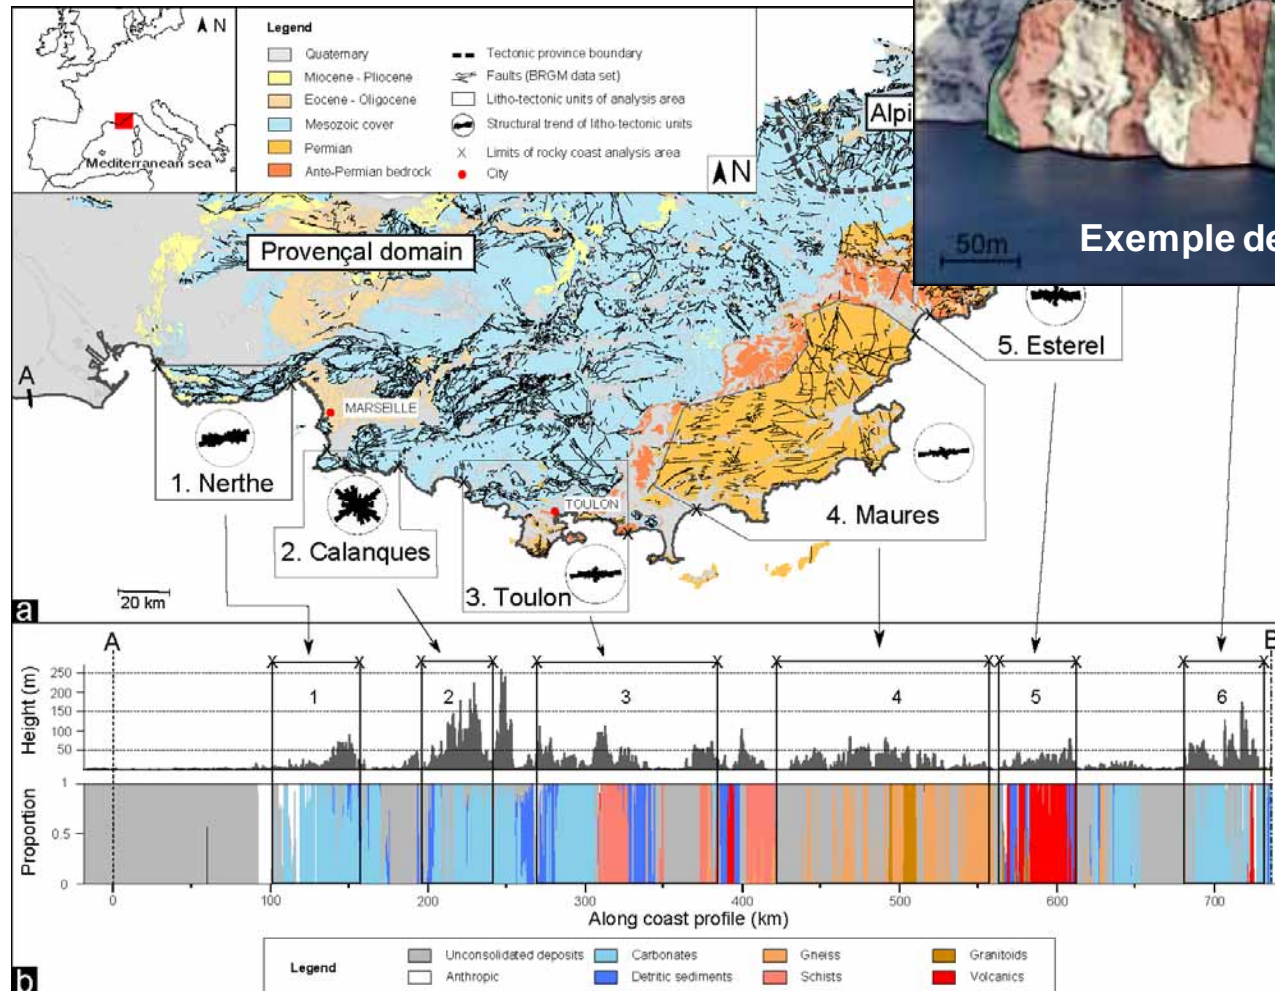 N
Mediterranean sea
Legend
Quaternary
Miocene - Pliocene
Eocene - Oligocene
Mesozoic cover
Permian
Ante-Permian bedrock
Tectonic province boundary
Faults (BRGM data set)
Litho-tectonic units of analysis area
Structural trend of litho-tectonic units
Limits of rocky coast analysis area
City
N
Alpi
50m
Exemple de
Provençal domain
A
MARSEILLE
TOULON
1. Nerthe
2. Calanques
3. Toulon
4. Maures
5. Esterel
20 km
a
A
B
Height (m)
250
200
150
100
50
1
2
3
4
5
6
Proportion
1
0.5
0
0
100
200
300
400
500
600
700
Along coast profile (km)
b
Legend
Unconsolidated deposits
Anthropic
Carbonates
Detritic sediments
Gneiss
Schists
Granitoids
Volcanics